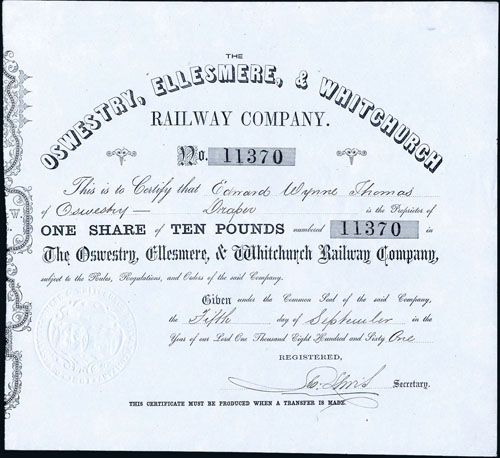 THE
OSWESTRY, ELLESMERE, & WHITCHURCH
RAILWAY COMPANY.
No. 11370
This is to Certify that Edward Wynne Thomas
of Oswestry — Draper is the Proprietor of
ONE SHARE of TEN POUNDS numbered 11370 in
The Oswestry, Ellesmere, & Whitchurch Railway Company,
subject to the Rules, Regulations, and Orders of the said Company.
Given under the Common Seal of the said Company,
the Fifth day of September in the
Year of our Lord One Thousand Eight Hundred and Sixty One
REGISTERED,
Secretary.
THIS CERTIFICATE MUST BE PRODUCED WHEN A TRANSFER IS MADE.